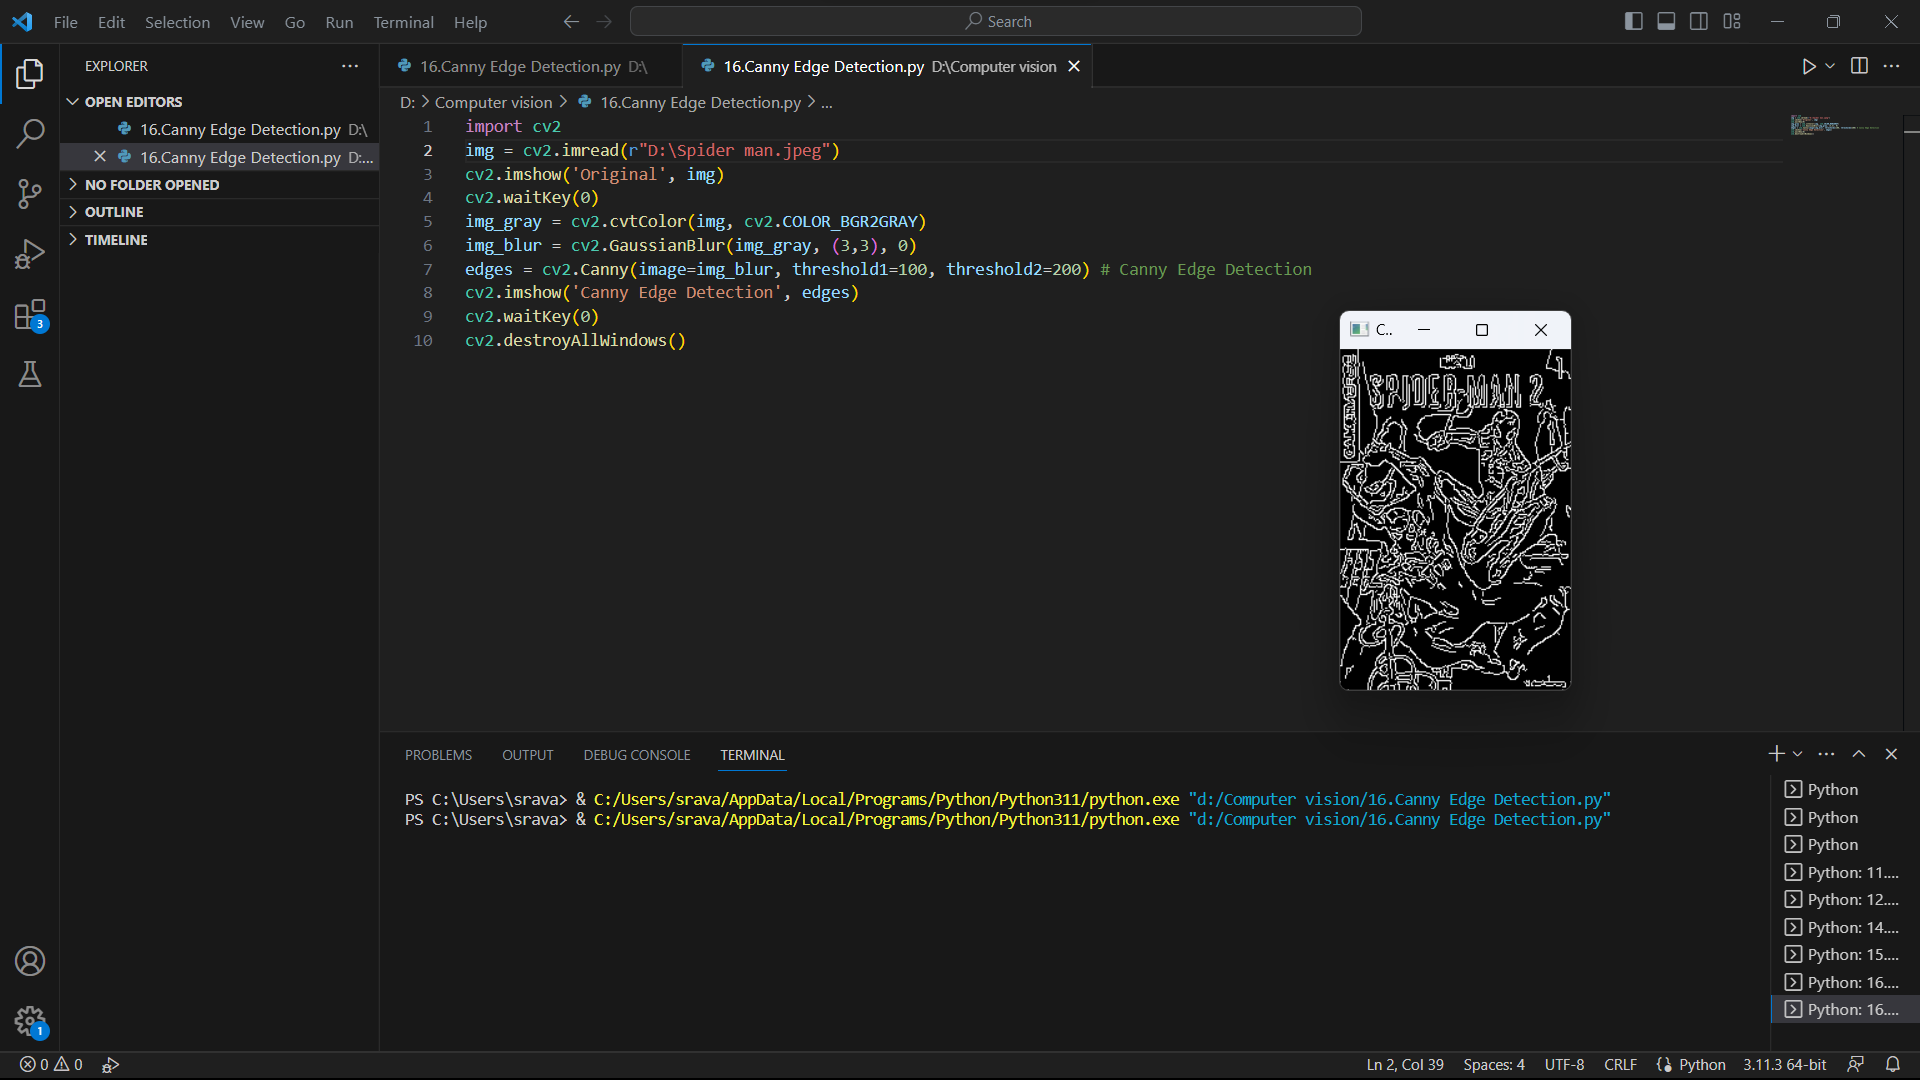 File Edit Selection View Go Run Terminal Help
Search
EXPLORER
OPEN EDITORS
16.Canny Edge Detection.py D:\
16.Canny Edge Detection.py D:...
NO FOLDER OPENED
OUTLINE
TIMELINE
3
1
16.Canny Edge Detection.py D:\
16.Canny Edge Detection.py D:\Computer vision
D: > Computer vision > 16.Canny Edge Detection.py > ...
1 import cv2
2 img = cv2.imread(r"D:\Spider man.jpeg")
3 cv2.imshow('Original', img)
4 cv2.waitKey(0)
5 img_gray = cv2.cvtColor(img, cv2.COLOR_BGR2GRAY)
6 img_blur = cv2.GaussianBlur(img_gray, (3,3), 0)
7 edges = cv2.Canny(image=img_blur, threshold1=100, threshold2=200) # Canny Edge Detection
8 cv2.imshow('Canny Edge Detection', edges)
9 cv2.waitKey(0)
10 cv2.destroyAllWindows()
C..
SPIDER-MAN 2
PROBLEMS OUTPUT DEBUG CONSOLE TERMINAL
PS C:\Users\srava> & C:/Users/srava/AppData/Local/Programs/Python/Python311/python.exe "d:/Computer vision/16.Canny Edge Detection.py"
PS C:\Users\srava> & C:/Users/srava/AppData/Local/Programs/Python/Python311/python.exe "d:/Computer vision/16.Canny Edge Detection.py"
Python
Python
Python
Python: 11....
Python: 12....
Python: 14....
Python: 15....
Python: 16....
Python: 16....
0 0
Ln 2, Col 39 Spaces: 4 UTF-8 CRLF Python 3.11.3 64-bit